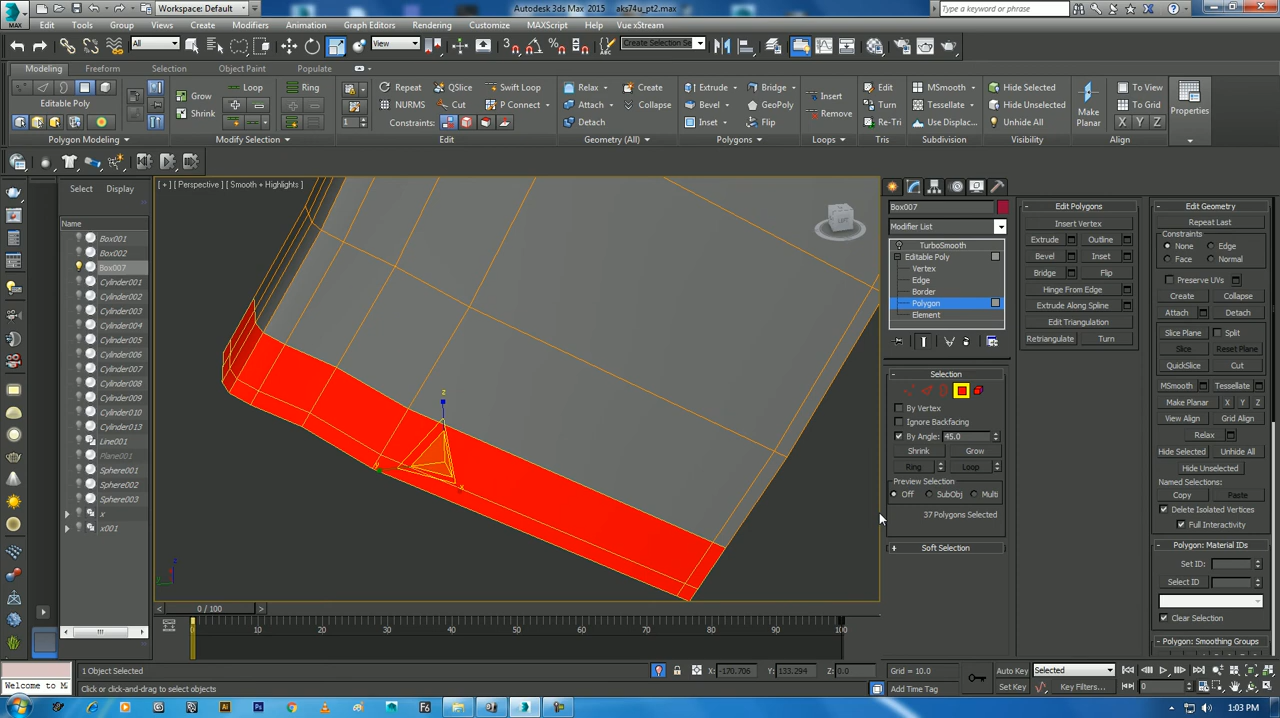 Workspace: Default
Autodesk 3ds Max 2015    aks74u_pt2.max
Type a keyword or phrase
MAX
Edit Tools Group Views Create Modifiers Animation Graph Editors Rendering Customize MAXScript Help Vue xStream
All View Create Selection Se
Modeling Freeform Selection Object Paint Populate
Grow Loop Ring Repeat QSlice Swift Loop Relax Create Extrude Bridge Insert Edit MSmooth Hide Selected To View
Editable Poly Shrink NURMS Cut P Connect Attach Collapse Bevel GeoPoly Remove Turn Tessellate Hide Unselected Make Planar To Grid Properties
1 Constraints: Detach Inset Flip Re-Tri Use Displac... Unhide All X Y Z
Polygon Modeling Modify Selection Edit Geometry (All) Polygons Loops Tris Subdivision Visibility Align
Select Display
Name
Box001
Box002
Box007
Cylinder001
Cylinder002
Cylinder003
Cylinder004
Cylinder005
Cylinder006
Cylinder007
Cylinder008
Cylinder009
Cylinder010
Cylinder013
Line001
Plane001
Sphere001
Sphere002
Sphere003
x
x001
[ + ] [ Perspective ] [ Smooth + Highlights ]
LEFT
z
x
Box007
Modifier List
TurboSmooth
Editable Poly
Vertex
Edge
Border
Polygon
Element
Selection
By Vertex
Ignore Backfacing
By Angle: 45.0
Shrink Grow
Ring Loop
Preview Selection
Off SubObj Multi
37 Polygons Selected
Soft Selection
Edit Polygons
Insert Vertex
Extrude Outline
Bevel Inset
Bridge Flip
Hinge From Edge
Extrude Along Spline
Edit Triangulation
Retriangulate Turn
Edit Geometry
Repeat Last
Constraints
None Edge
Face Normal
Preserve UVs
Create Collapse
Attach Detach
Slice Plane Split
Slice Reset Plane
QuickSlice Cut
MSmooth Tessellate
Make Planar X Y Z
View Align Grid Align
Relax
Hide Selected Unhide All
Hide Unselected
Named Selections:
Copy Paste
Delete Isolated Vertices
Full Interactivity
Polygon: Material IDs
Set ID:
Select ID
Clear Selection
Polygon: Smoothing Groups
0 / 100
0 10 20 30 40 50 60 70 80 90 100
1 Object Selected X: -170.706 Y: 133.294 Z: 0.0 Grid = 10.0 Auto Key Selected
Welcome to M Click or click-and-drag to select objects Add Time Tag Set Key Key Filters... 0
1:03 PM